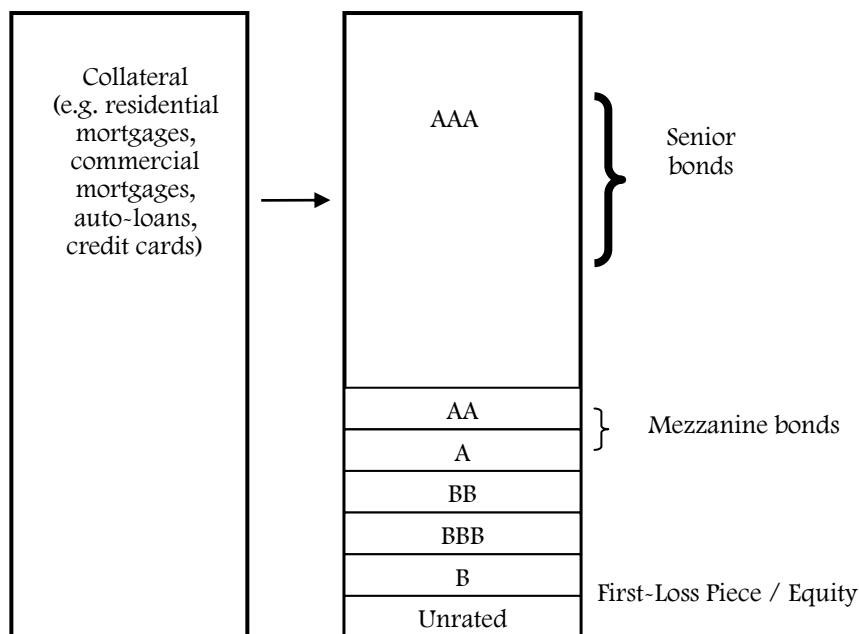 Collateral
(e.g. residential
mortgages,
commercial
mortgages,
auto-loans,
credit cards)
AAA
Senior
bonds
AA
A
Mezzanine bonds
BB
BBB
B
First-Loss Piece / Equity
Unrated